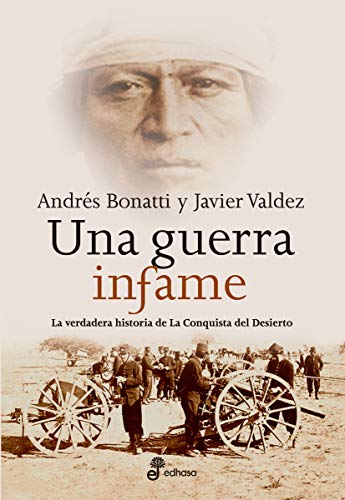 Andrés Bonatti y Javier Valdez
Una guerra
infame
La verdadera historia de La Conquista del Desierto
edhasa